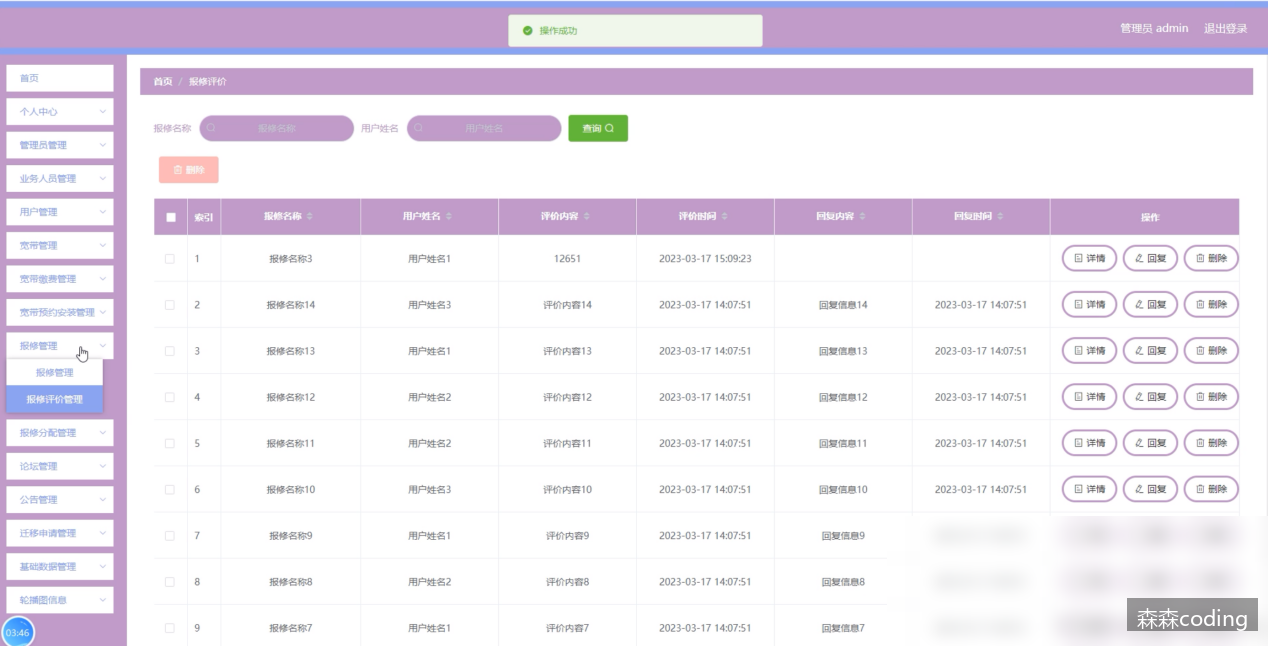 操作成功
管理员 admin 退出登录
首页
个人中心
管理员管理
业务人员管理
用户管理
宽带管理
宽带缴费管理
宽带预约安装管理
报修管理
报修管理
报修评价管理
报修分配管理
论坛管理
公告管理
迁移申请管理
基础数据管理
轮播图信息
03:46
首页 / 报修评价
报修名称 报修名称 用户姓名 用户姓名 查询
删除
索引 报修名称 用户姓名 评价内容 评价时间 回复内容 回复时间 操作
1 报修名称3 用户姓名1 12651 2023-03-17 15:09:23 详情 回复 删除
2 报修名称14 用户姓名3 评价内容14 2023-03-17 14:07:51 回复信息14 2023-03-17 14:07:51 详情 回复 删除
3 报修名称13 用户姓名1 评价内容13 2023-03-17 14:07:51 回复信息13 2023-03-17 14:07:51 详情 回复 删除
4 报修名称12 用户姓名2 评价内容12 2023-03-17 14:07:51 回复信息12 2023-03-17 14:07:51 详情 回复 删除
5 报修名称11 用户姓名2 评价内容11 2023-03-17 14:07:51 回复信息11 2023-03-17 14:07:51 详情 回复 删除
6 报修名称10 用户姓名3 评价内容10 2023-03-17 14:07:51 回复信息10 2023-03-17 14:07:51 详情 回复 删除
7 报修名称9 用户姓名1 评价内容9 2023-03-17 14:07:51 回复信息9
8 报修名称8 用户姓名2 评价内容8 2023-03-17 14:07:51 回复信息8
9 报修名称7 用户姓名1 评价内容7 2023-03-17 14:07:51 回复信息7
森森coding